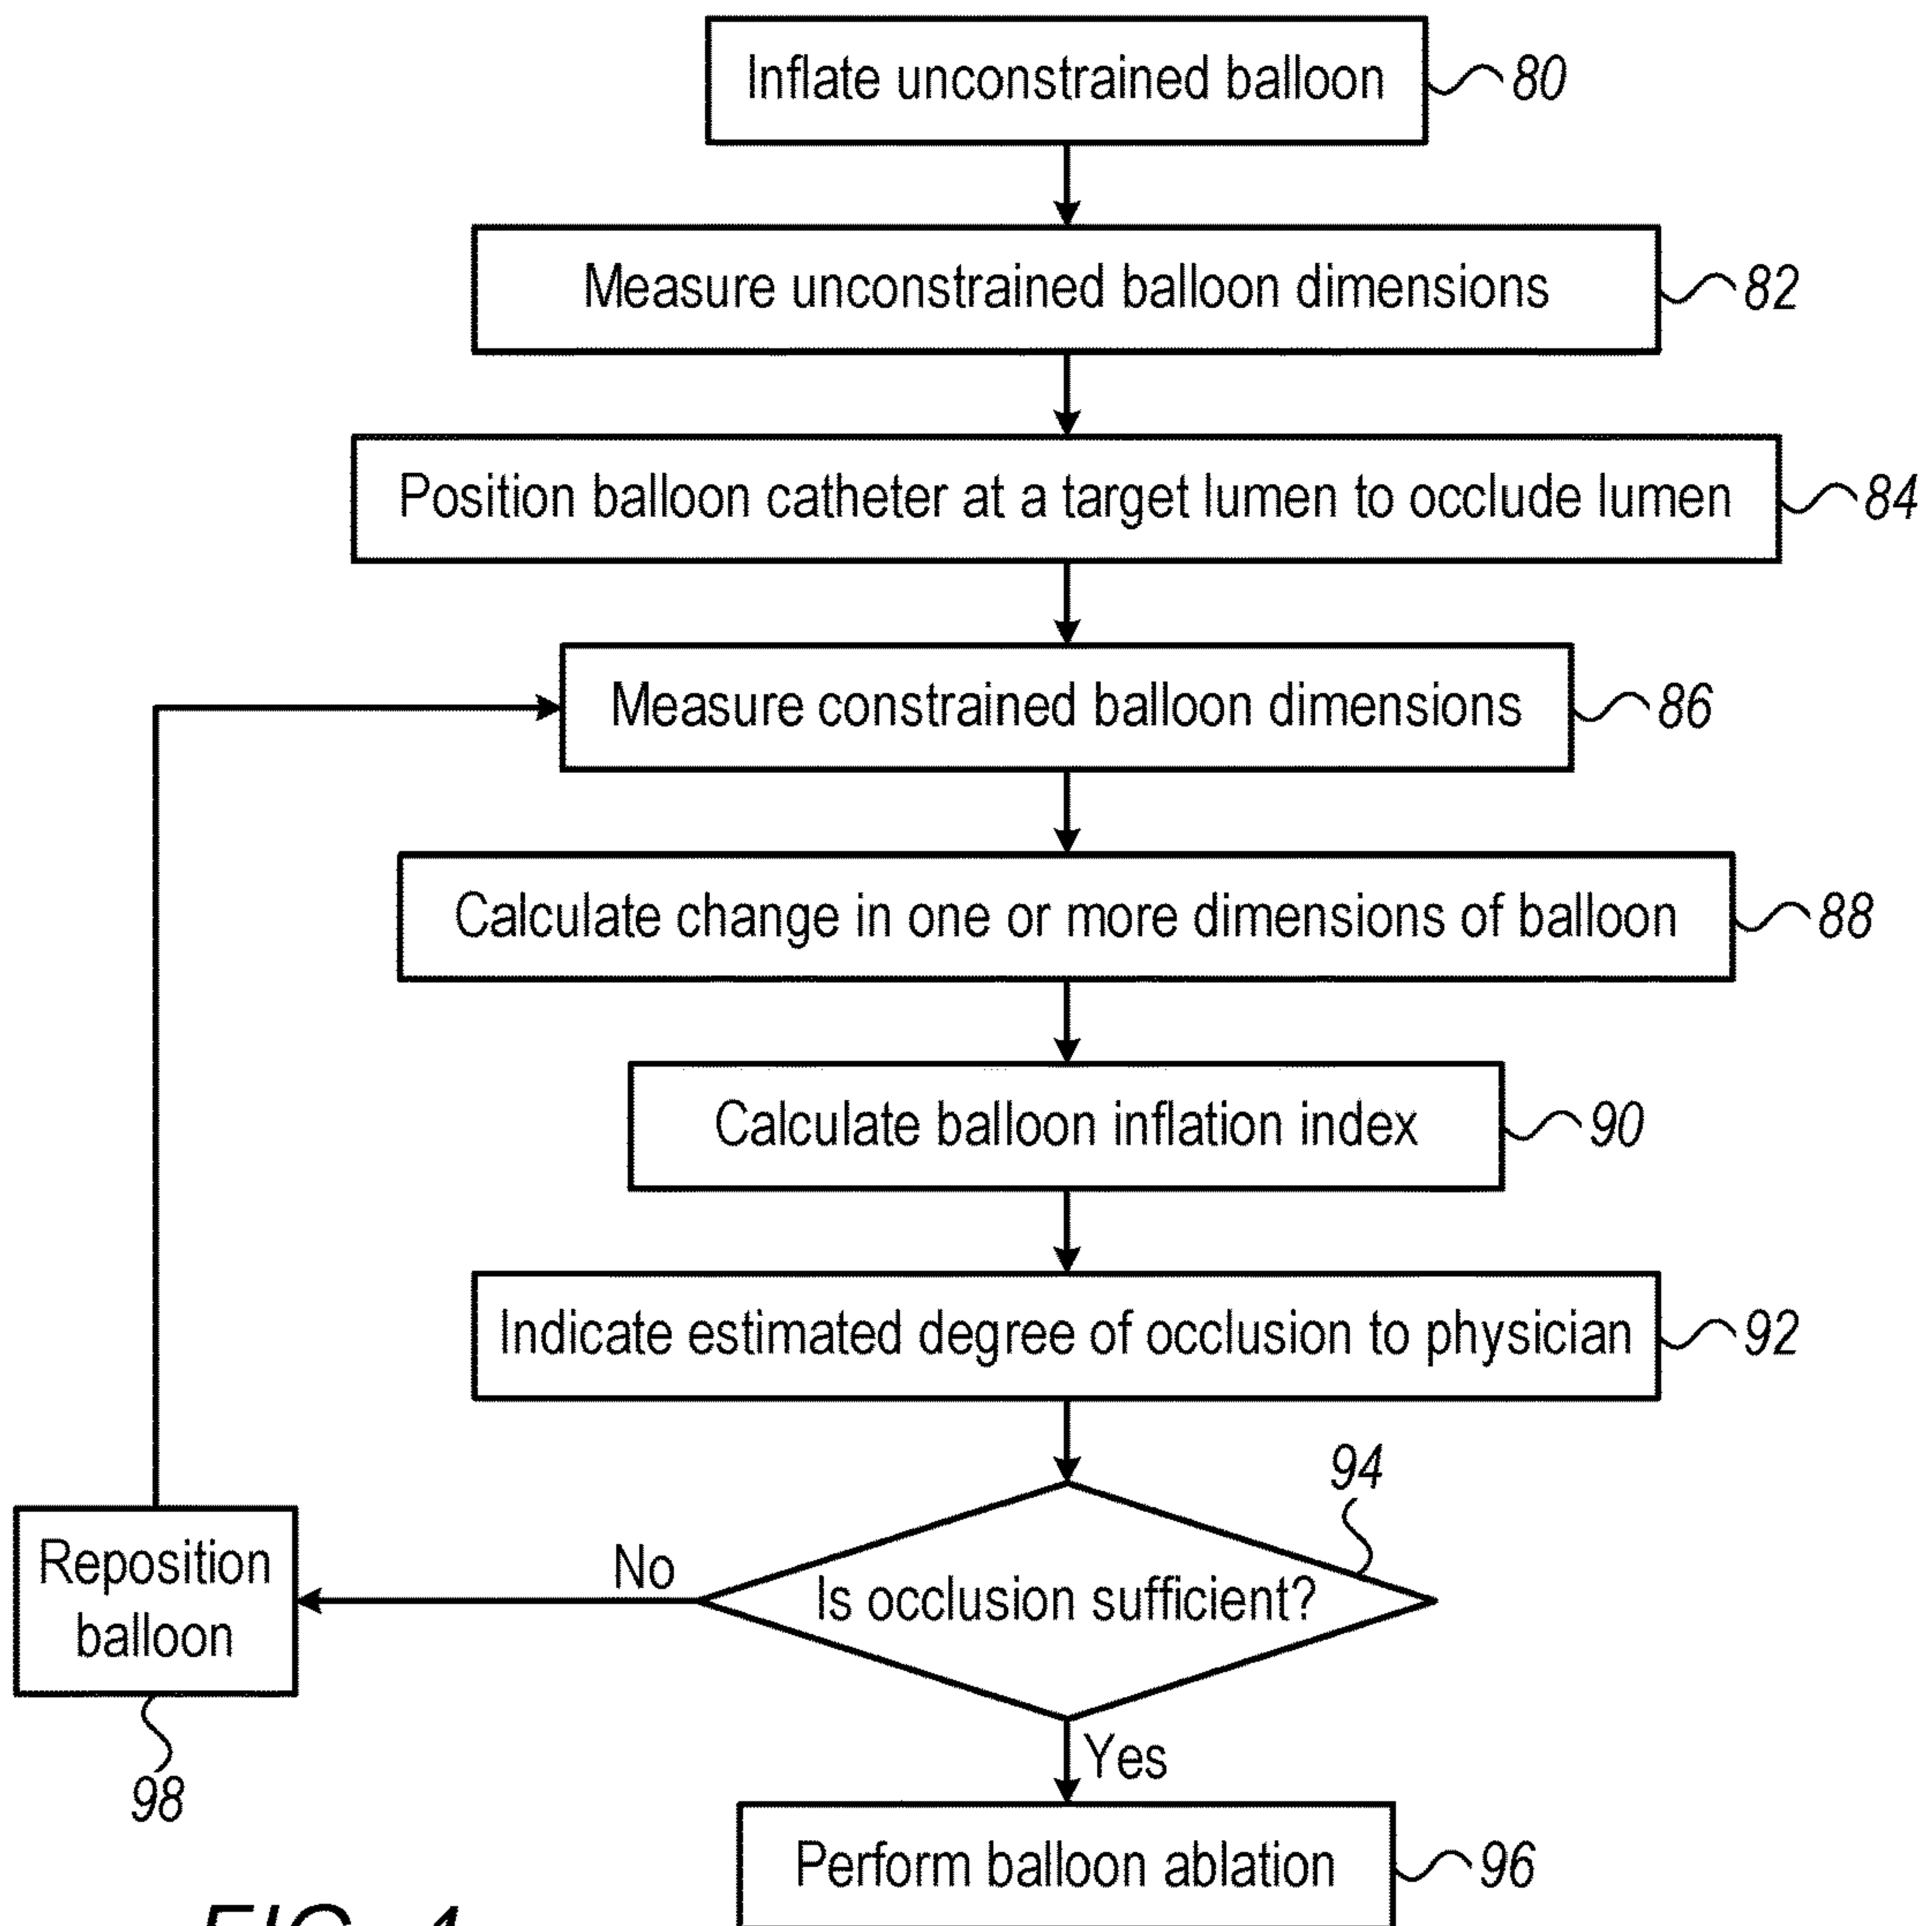 Inflate unconstrained balloon
80
Measure unconstrained balloon dimensions
82
Position balloon catheter at a target lumen to occlude lumen
84
Measure constrained balloon dimensions
86
Calculate change in one or more dimensions of balloon
88
Calculate balloon inflation index
90
Indicate estimated degree of occlusion to physician
92
94
Is occlusion sufficient?
No
Reposition
balloon
98
Yes
Perform balloon ablation
96
FIG. 4